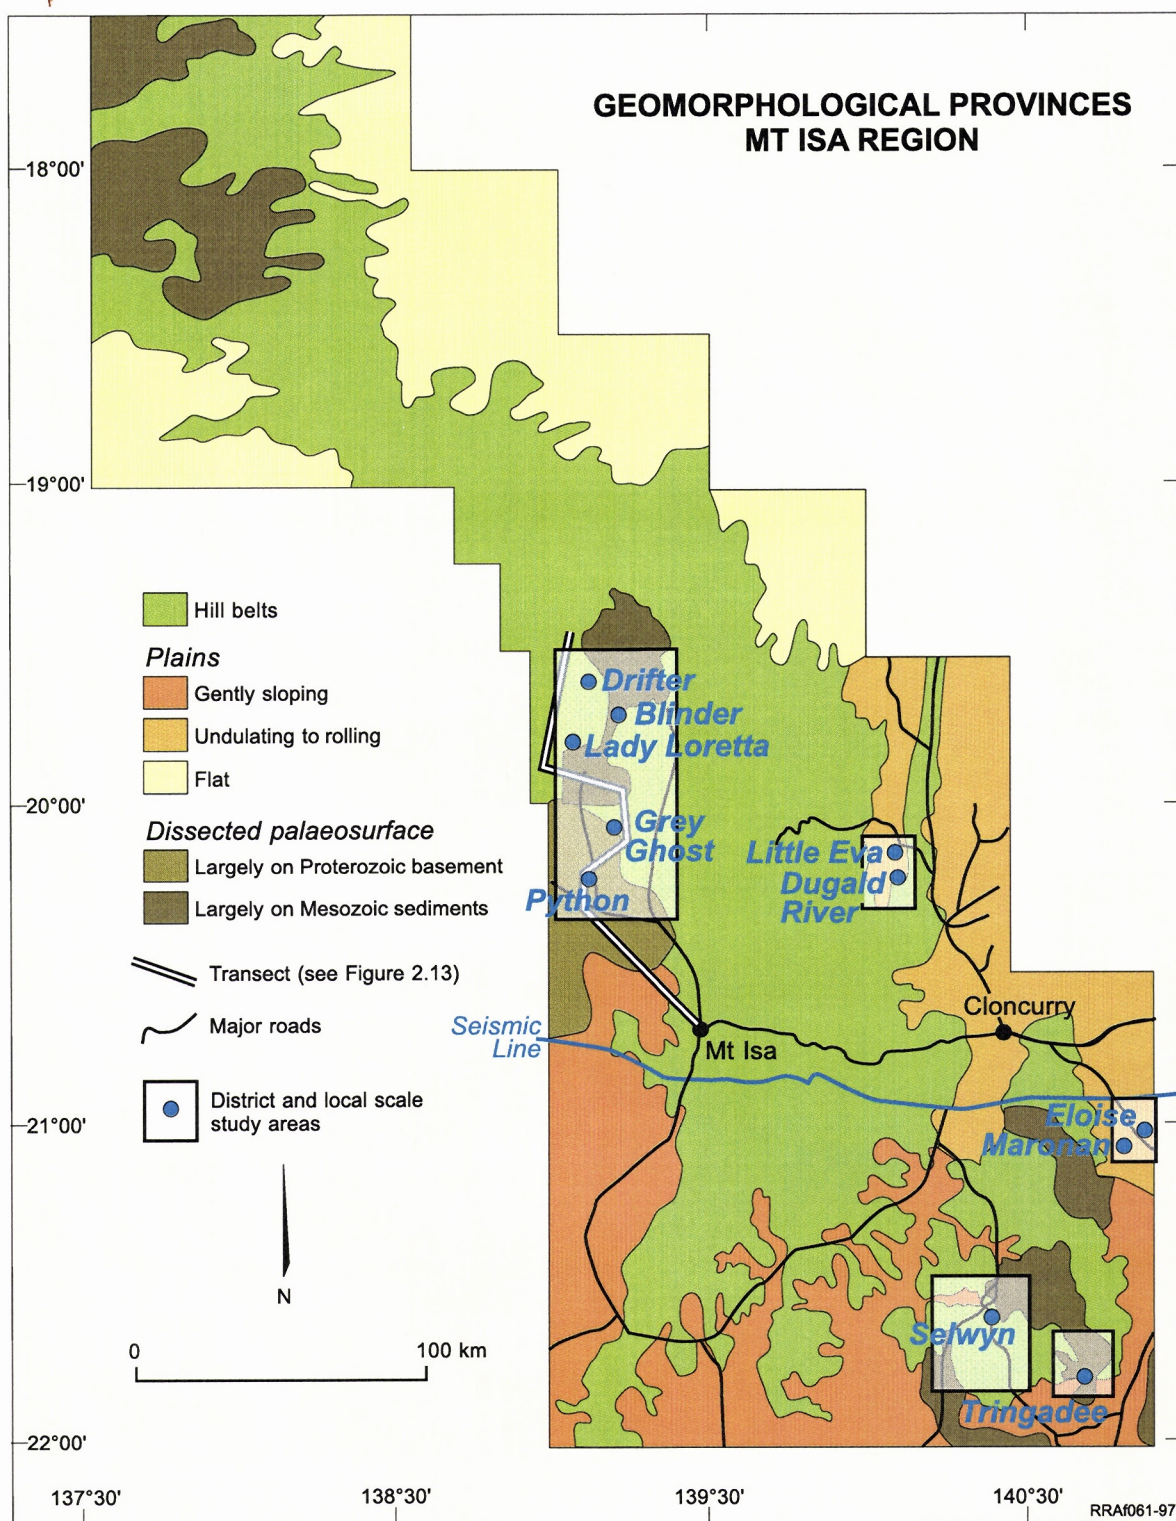 GEOMORPHOLOGICAL PROVINCES
MT ISA REGION
18°00'
19°00'
20°00'
21°00'
22°00'
Hill belts
Plains
Gently sloping
Undulating to rolling
Flat
Dissected palaeosurface
Largely on Proterozoic basement
Largely on Mesozoic sediments
Transect (see Figure 2.13)
Major roads
District and local scale
study areas
N
0 100 km
Drifter
Blinder
Lady Loretta
Grey
Ghost
Python
Little Eva
Dugald
River
Cloncurry
Seismic
Line
Mt Isa
Eloise
Maronan
Selwyn
Tringadee
137°30' 138°30' 139°30' 140°30'
RRAf061-97